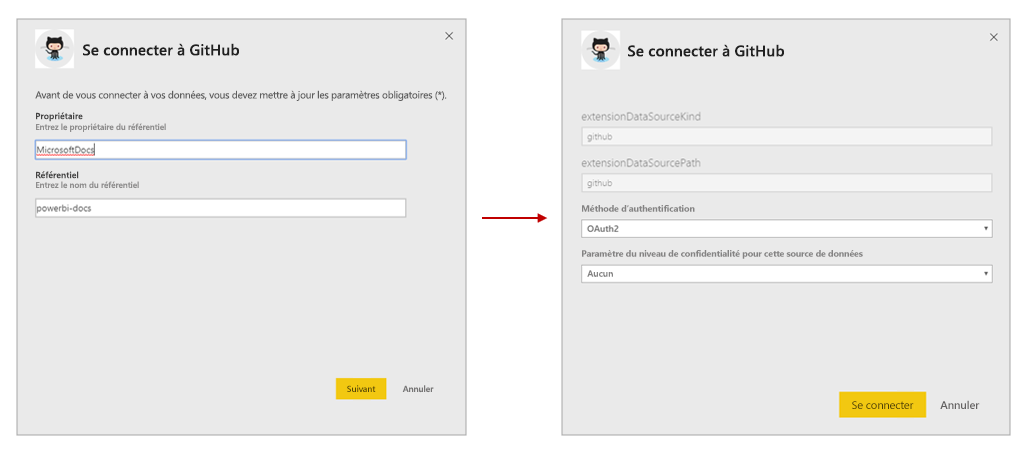 Se connecter à GitHub
Avant de vous connecter à vos données, vous devez mettre à jour les paramètres obligatoires (*).
Propriétaire
Entrez le propriétaire du référentiel
MicrosoftDocs
Référentiel
Entrez le nom du référentiel
powerbi-docs
Suivant Annuler
Se connecter à GitHub
extensionDataSourceKind
github
extensionDataSourcePath
github
Méthode d'authentification
OAuth2
Paramètre du niveau de confidentialité pour cette source de données
Aucun
Se connecter Annuler